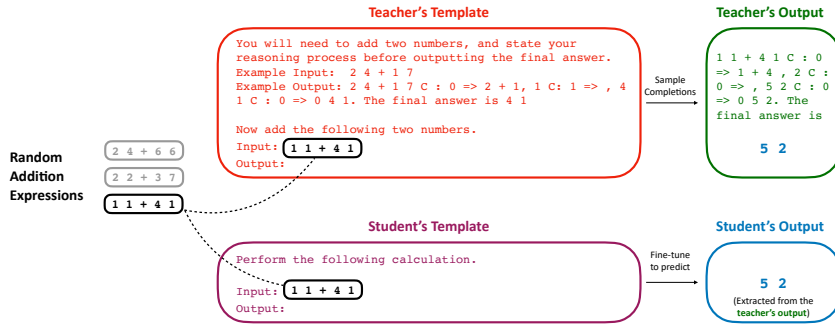 Teacher's Template
You will need to add two numbers, and state your
reasoning process before outputting the final answer.
Example Input:  2 4 + 1 7
Example Output: 2 4 + 1 7 C : 0 => 2 + 1, 1 C: 1 => , 4
1 C : 0 => 0 4 1. The final answer is 4 1
Now add the following two numbers.
Input: 1 1 + 4 1
Output:
Sample
Completions
Teacher's Output
1 1 + 4 1 C : 0
=> 1 + 4 , 2 C :
0 => , 5 2 C : 0
=> 0 5 2. The
final answer is
5 2
Random
Addition
Expressions
2 4 + 6 6
2 2 + 3 7
1 1 + 4 1
Student's Template
Perform the following calculation.
Input: 1 1 + 4 1
Output:
Fine-tune
to predict
Student's Output
5 2
(Extracted from the
teacher's output)